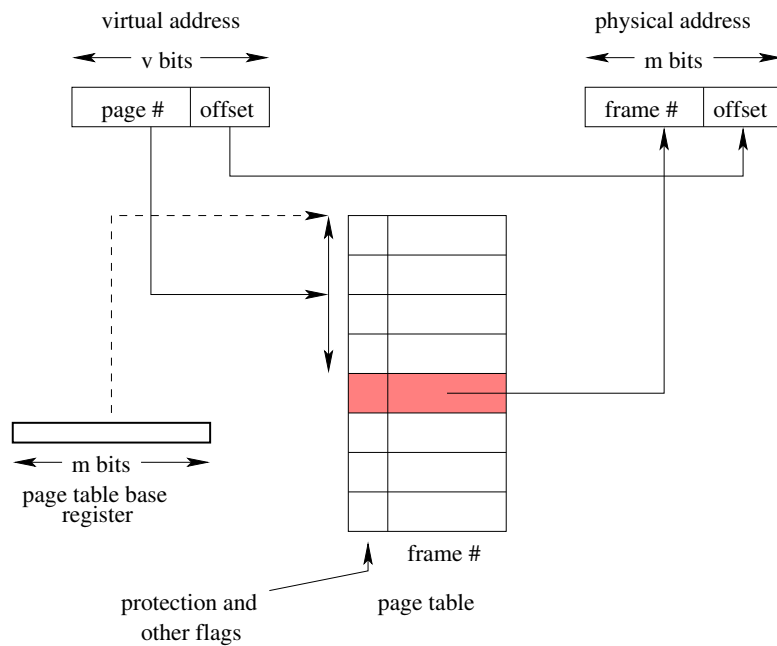 virtual address
physical address
v bits
m bits
page #
offset
frame #
offset
m bits
page table base
register
frame #
protection and
other flags
page table